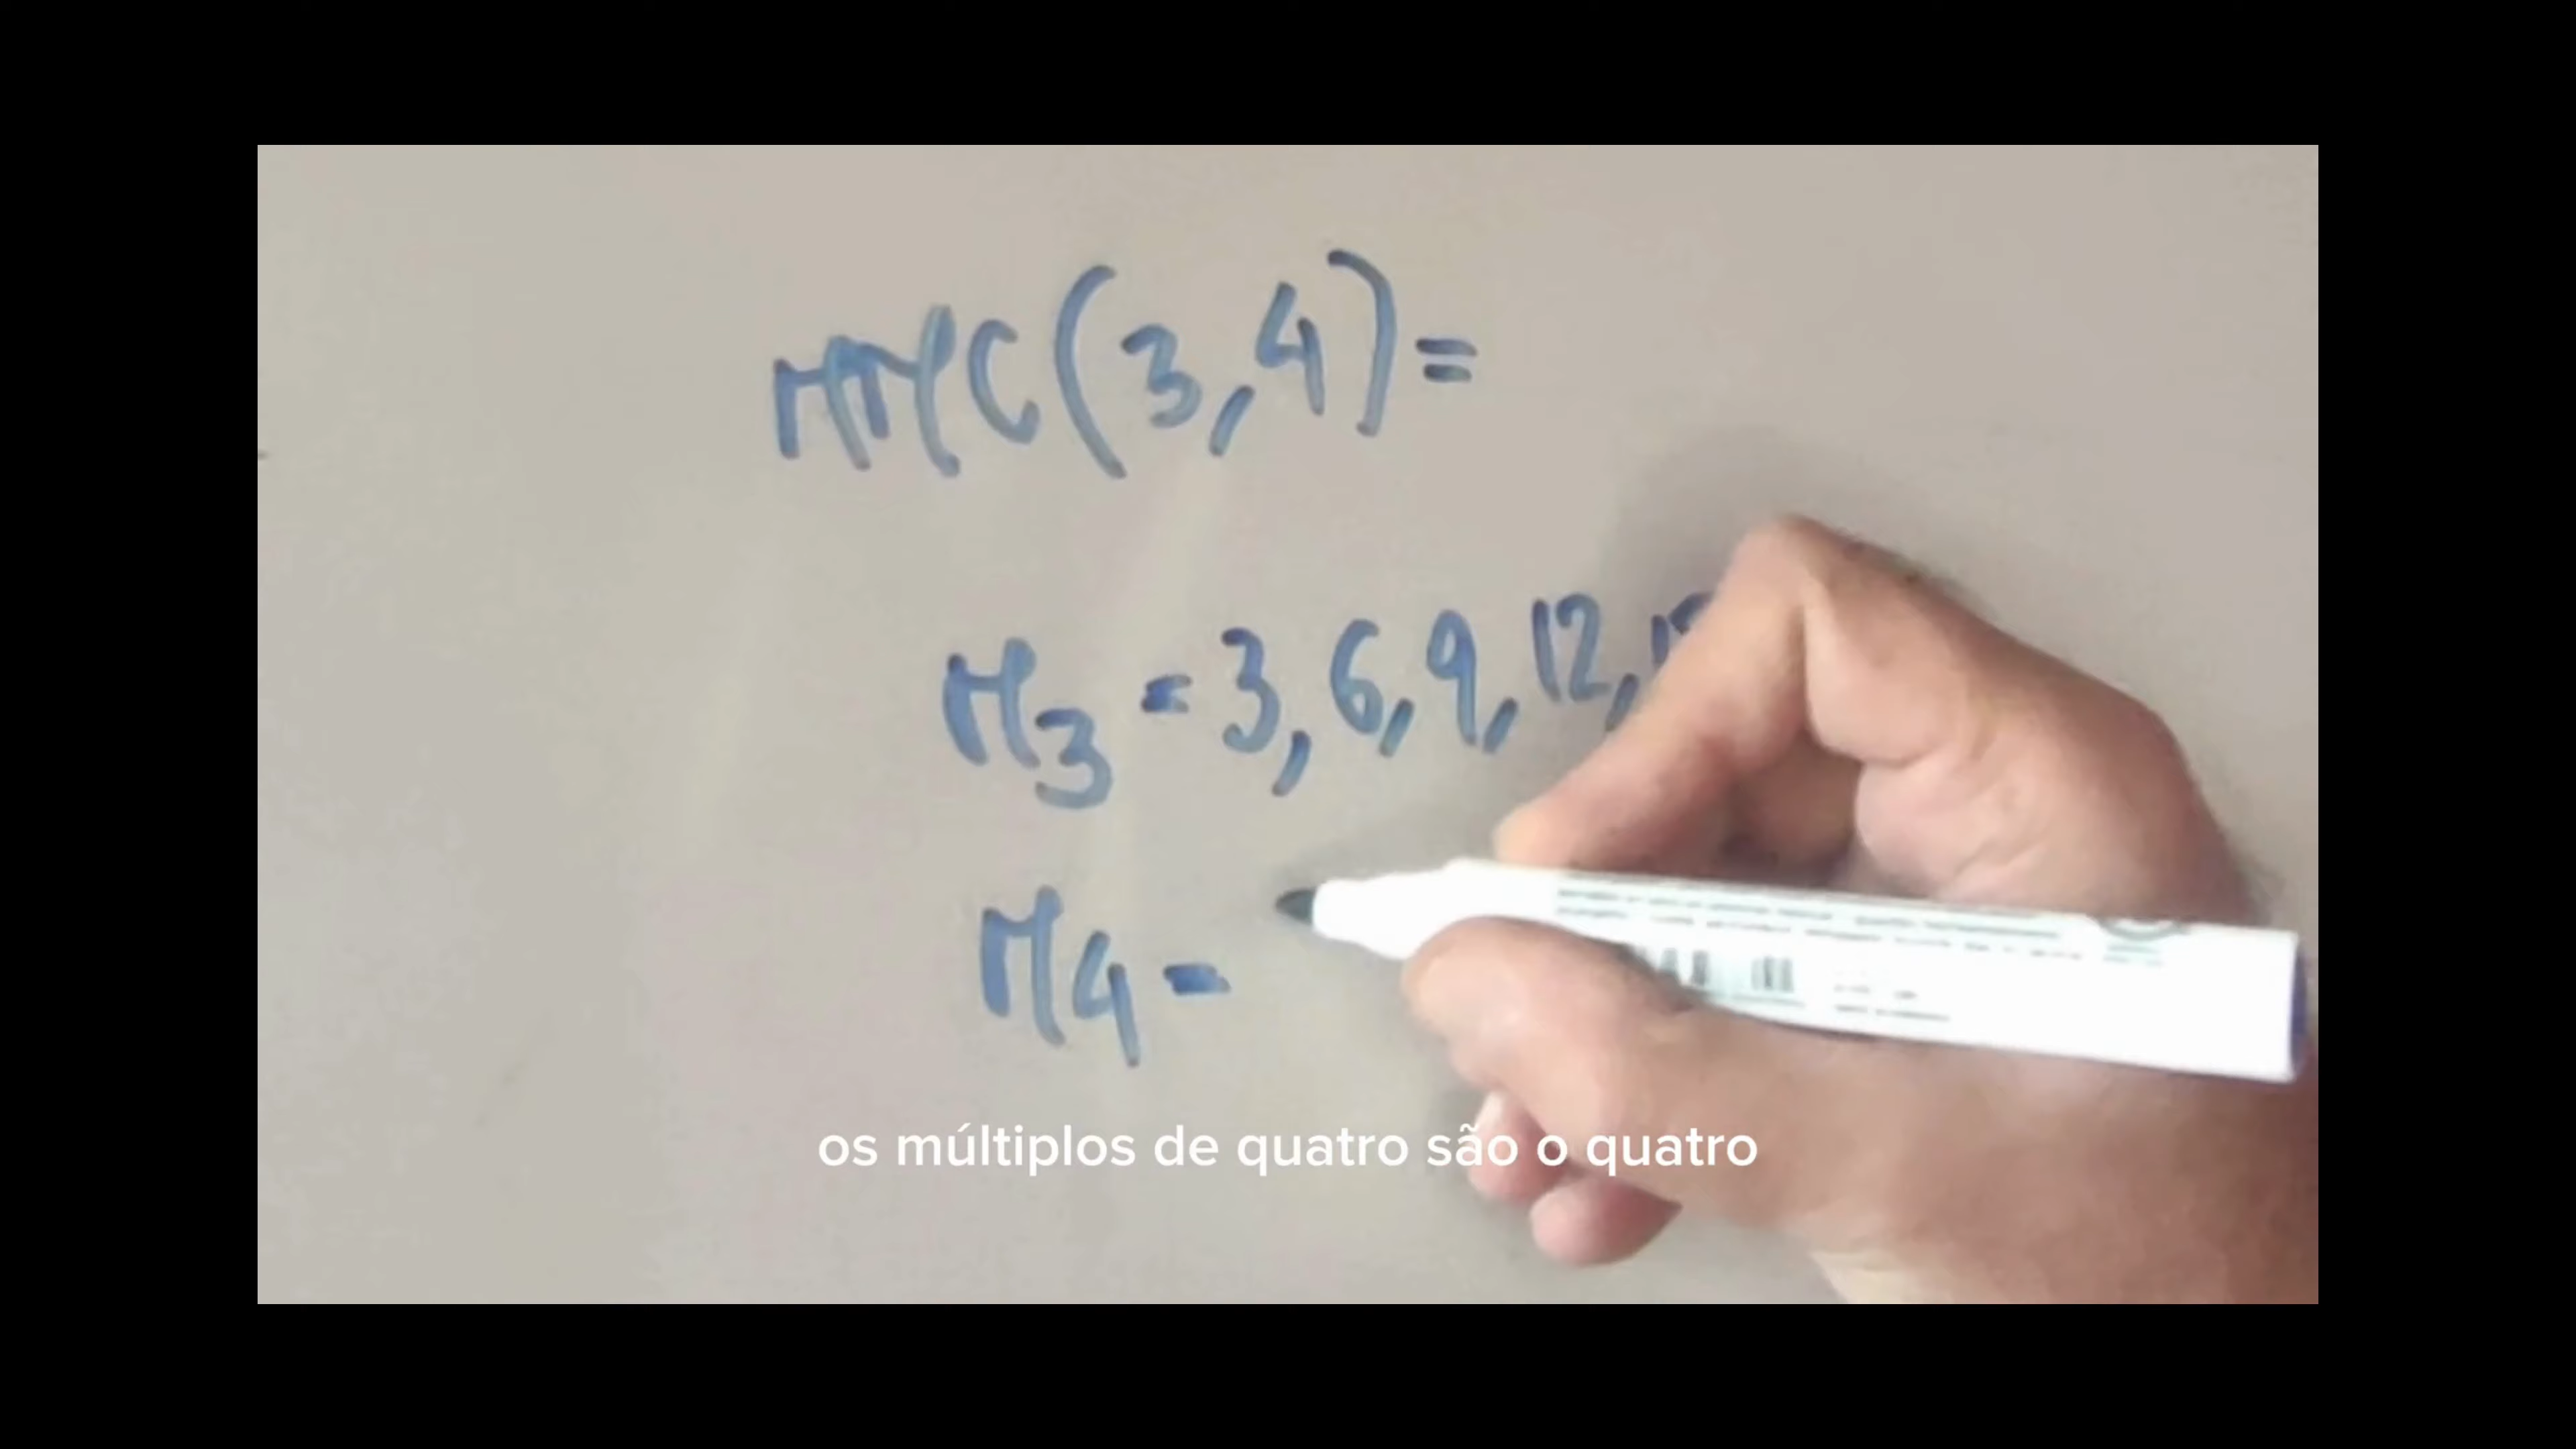 MMC(3,4)=
M3 = 3, 6, 9, 12,
M4 =
os múltiplos de quatro são o quatro